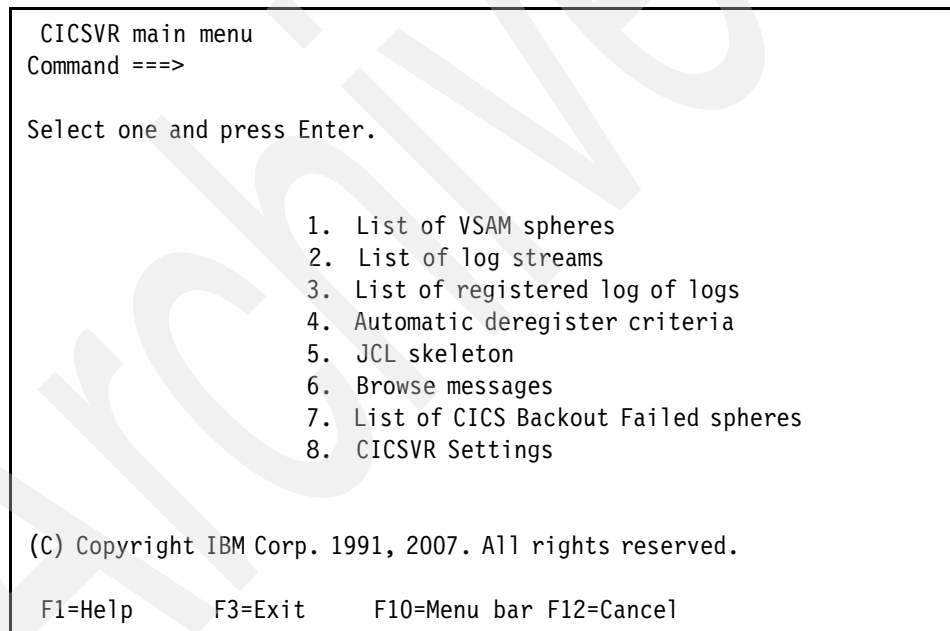 CICSVR main menu
Command ===>
Select one and press Enter.
1. List of VSAM spheres
2. List of log streams
3. List of registered log of logs
4. Automatic deregister criteria
5. JCL skeleton
6. Browse messages
7. List of CICS Backout Failed spheres
8. CICSVR Settings
(C) Copyright IBM Corp. 1991, 2007. All rights reserved.
F1=Help F3=Exit F10=Menu bar F12=Cancel
Archive